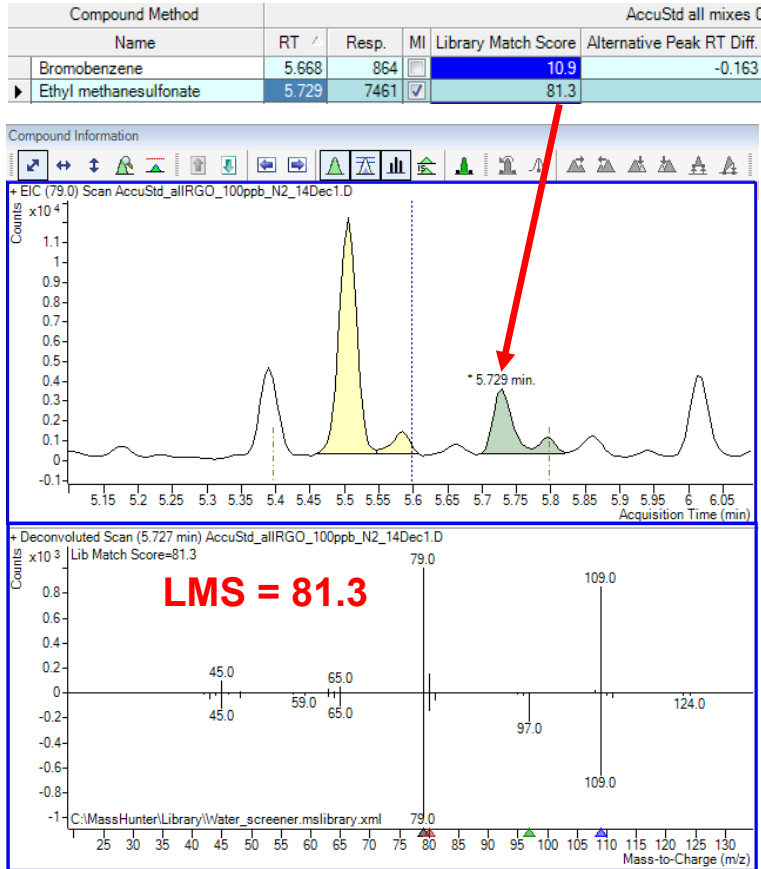 Compound Method AccuStd all mixes 0
Name RT Resp. MI Library Match Score Alternative Peak RT Diff.
Bromobenzene 5.668 864 10.9 -0.163
Ethyl methanesulfonate 5.729 7461 81.3
Compound Information
+ EIC (79.0) Scan AccuStd_allRGO_100ppb_N2_14Dec1.D
Counts
x10 4
1.1
1
0.9
0.8
0.7
0.6
0.5
0.4
* 5.729 min.
0.3
0.2
0.1
0
-0.1
5.15 5.2 5.25 5.3 5.35 5.4 5.45 5.5 5.55 5.6 5.65 5.7 5.75 5.8 5.85 5.9 5.95 6 6.05
Acquisition Time (min)
+ Deconvoluted Scan (5.727 min) AccuStd_allRGO_100ppb_N2_14Dec1.D
Counts
x10 3 Lib Match Score=81.3
79.0
LMS = 81.3
109.0
0.8
0.6
0.4
0.2
45.0 65.0
0
45.0 59.0 65.0 97.0 124.0
-0.2
-0.4
-0.6
109.0
-0.8
-1 C:\MassHunter\Library\Water_screener.mslibrary.xml 79.0
25 30 35 40 45 50 55 60 65 70 75 80 85 90 95 100 105 110 115 120 125 130
Mass-to-Charge (m/z)